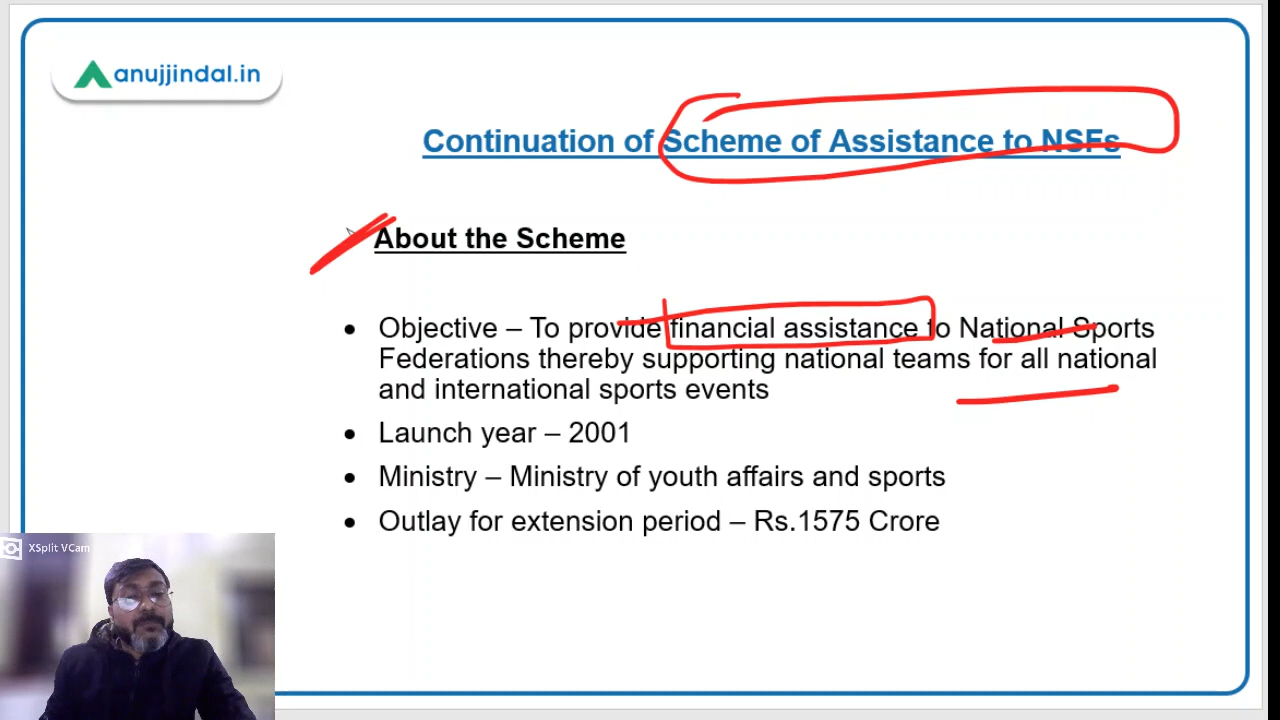 anujjindal.in
Continuation of Scheme of Assistance to NSFs
About the Scheme
• Objective – To provide financial assistance to National Sports
Federations thereby supporting national teams for all national
and international sports events
• Launch year – 2001
• Ministry – Ministry of youth affairs and sports
• Outlay for extension period – Rs.1575 Crore
XSplit VCam